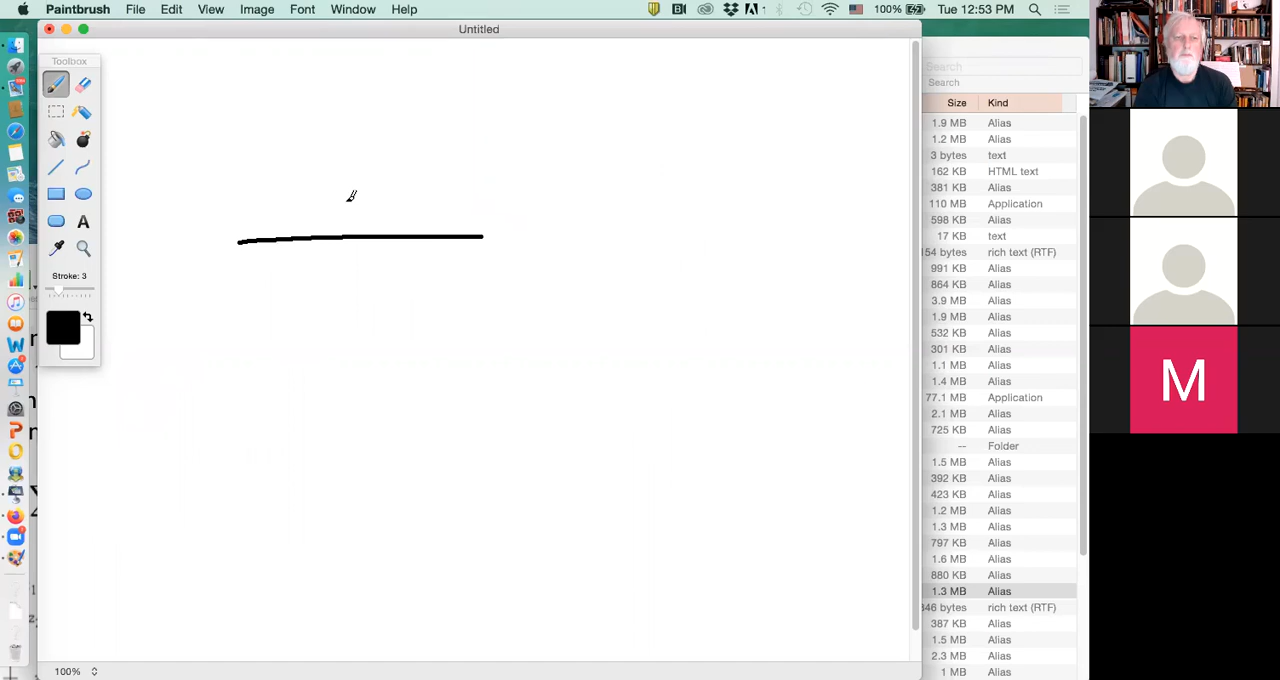 Paintbrush File Edit View Image Font Window Help 100% Tue 12:53 PM
Untitled
Toolbox
A
Stroke: 3
100%
Search
Search
Size Kind
1.9 MB Alias
1.2 MB Alias
3 bytes text
162 KB HTML text
381 KB Alias
110 MB Application
598 KB Alias
17 KB text
154 bytes rich text (RTF)
991 KB Alias
864 KB Alias
3.9 MB Alias
1.9 MB Alias
532 KB Alias
301 KB Alias
1.1 MB Alias
1.4 MB Alias
77.1 MB Application
2.1 MB Alias
725 KB Alias
-- Folder
1.5 MB Alias
392 KB Alias
423 KB Alias
1.2 MB Alias
1.3 MB Alias
797 KB Alias
1.6 MB Alias
880 KB Alias
1.3 MB Alias
346 bytes rich text (RTF)
387 KB Alias
1.5 MB Alias
2.3 MB Alias
1 MB Alias
M